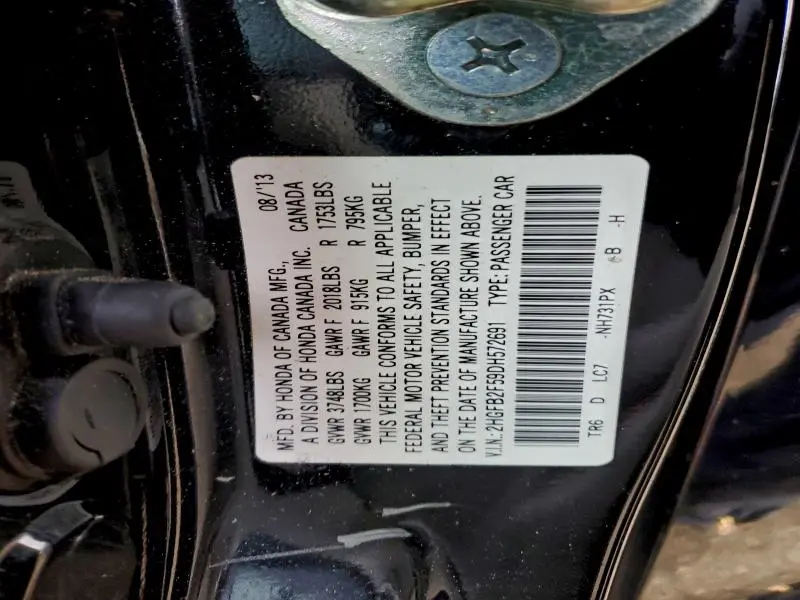 MFD. BY HONDA OF CANADA MFG., 08/'13
A DIVISION OF HONDA CANADA INC. CANADA
GVWR 3748LBS GAWR F 2018LBS R 1753LBS
GVWR 1700KG GAWR F 915KG R 795KG
THIS VEHICLE CONFORMS TO ALL APPLICABLE
FEDERAL MOTOR VEHICLE SAFETY, BUMPER,
AND THEFT PREVENTION STANDARDS IN EFFECT
ON THE DATE OF MANUFACTURE SHOWN ABOVE.
V.I.N.:2HGFB2F59DH572691 TYPE: PASSENGER CAR
TR6 D LC7 -NH731PX B -H